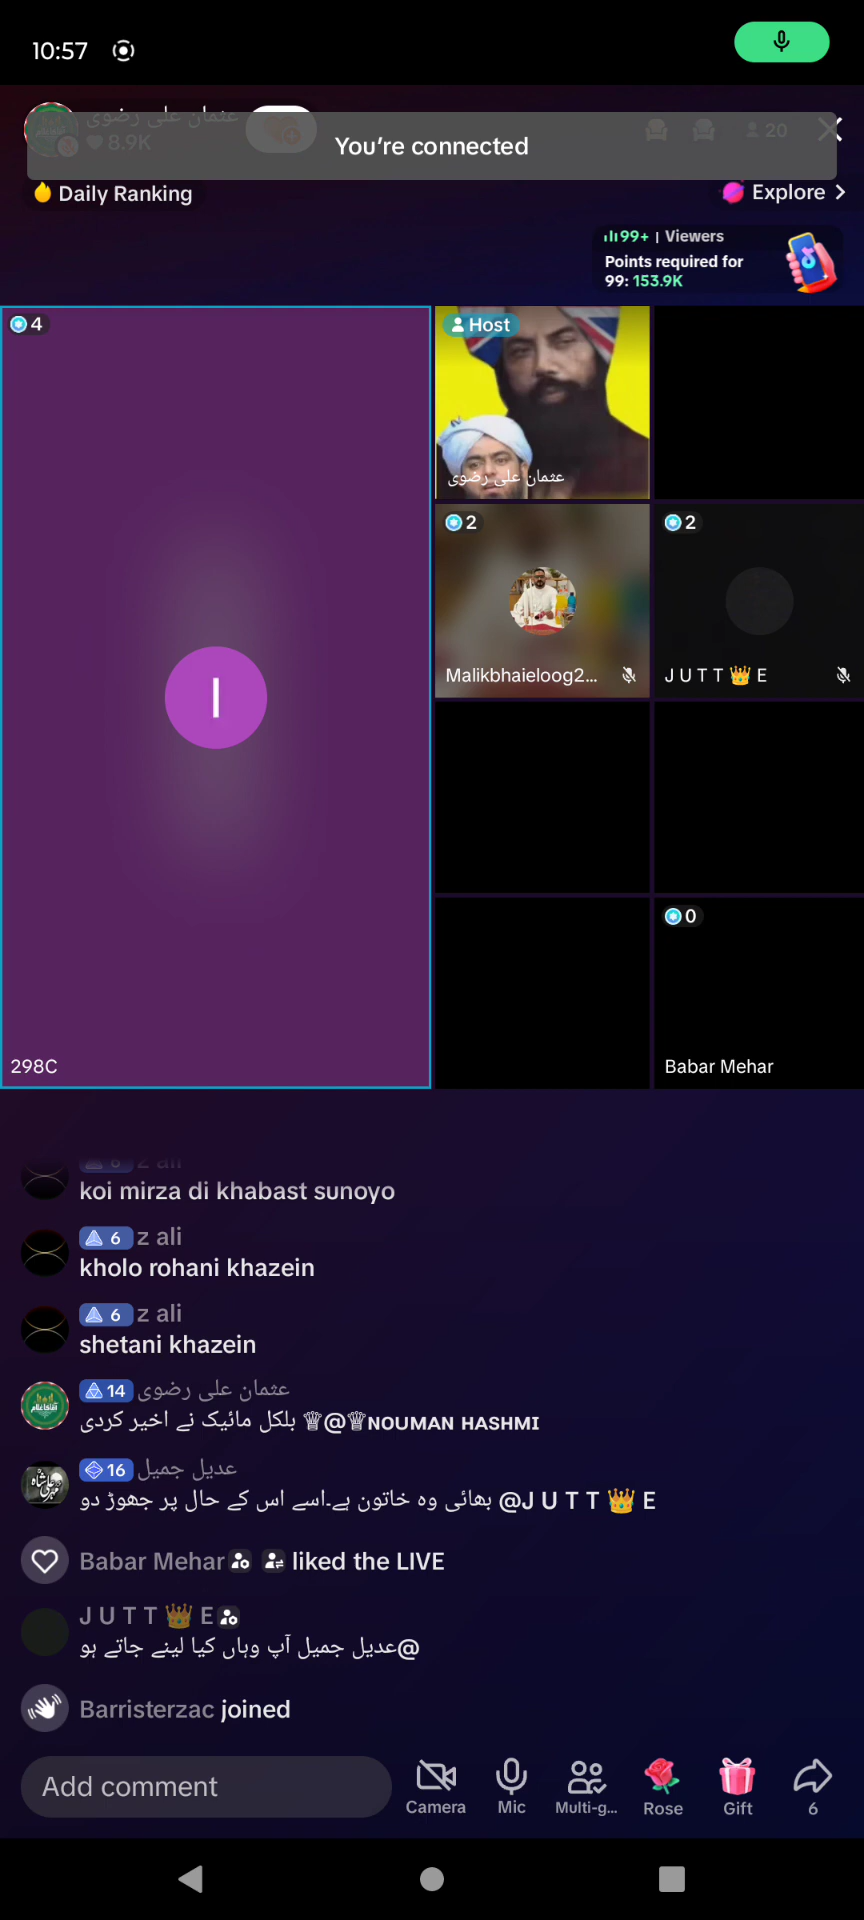 10:57
عثمان علی رضوی
8.9K
20
You're connected
Daily Ranking
Explore
99+ | Viewers
Points required for
99: 153.9K
4
Host
عثمان علی رضوی
2
2
Malikbhaieloog2...
J U T T 👑 E
I
0
298C
Babar Mehar
6 z ali
koi mirza di khabast sunoyo
6 z ali
kholo rohani khazein
6 z ali
shetani khazein
14 عثمان علی رضوی
بلکل مائیک نے اخیر کردی ♕@♕NOUMAN HASHMI
16 عدیل جمیل
بھائی وہ خاتون ہے۔اسے اس کے حال پر جھوڑ دو @J U T T 👑 E
Babar Mehar liked the LIVE
J U T T 👑 E
@عدیل جمیل آپ وہاں کیا لینے جاتے ہو
Barristerzac joined
Add comment
Camera
Mic
Multi-g...
Rose
Gift
6